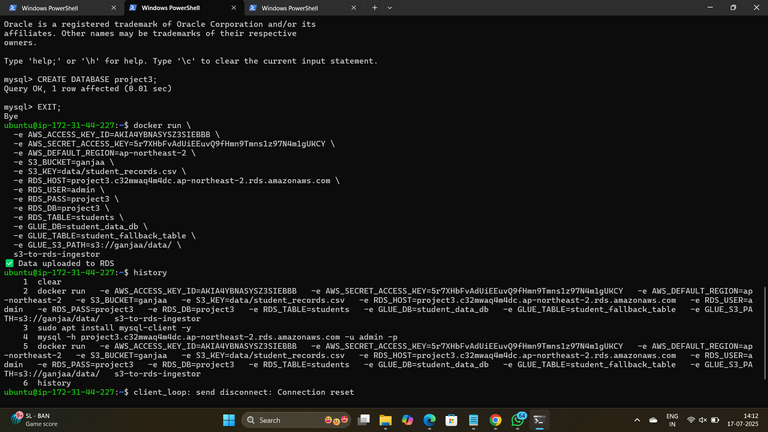 Windows PowerShell
Windows PowerShell
Windows PowerShell
Oracle is a registered trademark of Oracle Corporation and/or its
affiliates. Other names may be trademarks of their respective
owners.
Type 'help;' or '\h' for help. Type '\c' to clear the current input statement.
mysql> CREATE DATABASE project3;
Query OK, 1 row affected (0.01 sec)
mysql> EXIT;
Bye
ubuntu@ip-172-31-44-227:~$ docker run \
-e AWS_ACCESS_KEY_ID=AKIA4YBNASYSZ3SIEBBB \
-e AWS_SECRET_ACCESS_KEY=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 \
-e AWS_DEFAULT_REGION=ap-northeast-2 \
-e S3_BUCKET=ganjaa \
-e S3_KEY=data/student_records.csv \
-e RDS_HOST=project3.c32mwaq4m4dc.ap-northeast-2.rds.amazonaws.com \
-e RDS_USER=admin \
-e RDS_PASS=project3 \
-e RDS_DB=project3 \
-e RDS_TABLE=students \
-e GLUE_DB=student_data_db \
-e GLUE_TABLE=student_fallback_table \
-e GLUE_S3_PATH=s3://ganjaa/data/ \
s3-to-rds-ingestor
✅ Data uploaded to RDS
ubuntu@ip-172-31-44-227:~$ history
1 clear
2 docker run -e AWS_ACCESS_KEY_ID=AKIA4YBNASYSZ3SIEBBB -e AWS_SECRET_ACCESS_KEY=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 -e AWS_DEFAULT_REGION=ap
-northeast-2 -e S3_BUCKET=ganjaa -e S3_KEY=data/student_records.csv -e RDS_HOST=project3.c32mwaq4m4dc.ap-northeast-2.rds.amazonaws.com -e RDS_USER=a
dmin -e RDS_PASS=project3 -e RDS_DB=project3 -e RDS_TABLE=students -e GLUE_DB=student_data_db -e GLUE_TABLE=student_fallback_table -e GLUE_S3_PA
TH=s3://ganjaa/data/ s3-to-rds-ingestor
3 sudo apt install mysql-client -y
4 mysql -h project3.c32mwaq4m4dc.ap-northeast-2.rds.amazonaws.com -u admin -p
5 docker run -e AWS_ACCESS_KEY_ID=AKIA4YBNASYSZ3SIEBBB -e AWS_SECRET_ACCESS_KEY=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 -e AWS_DEFAULT_REGION=ap
-northeast-2 -e S3_BUCKET=ganjaa -e S3_KEY=data/student_records.csv -e RDS_HOST=project3.c32mwaq4m4dc.ap-northeast-2.rds.amazonaws.com -e RDS_USER=a
dmin -e RDS_PASS=project3 -e RDS_DB=project3 -e RDS_TABLE=students -e GLUE_DB=student_data_db -e GLUE_TABLE=student_fallback_table -e GLUE_S3_PA
TH=s3://ganjaa/data/ s3-to-rds-ingestor
6 history
ubuntu@ip-172-31-44-227:~$ client_loop: send disconnect: Connection reset
SL - BAN
Game score
Search
64
ENG
IN
14:12
17-07-2025